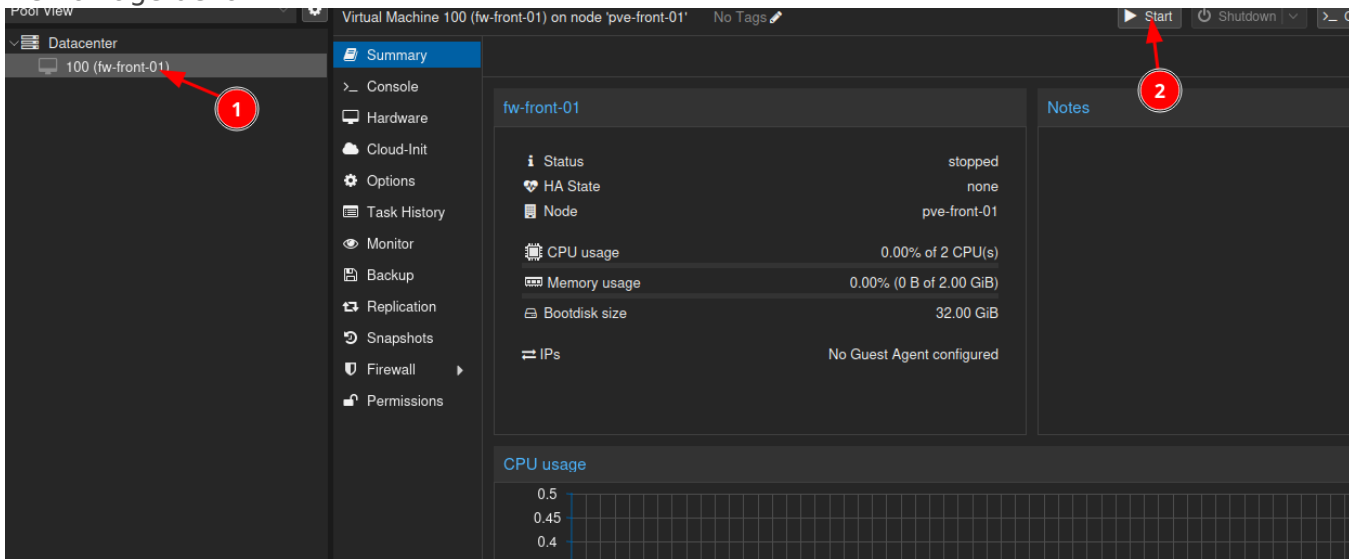 Pool View
Virtual Machine 100 (fw-front-01) on node 'pve-front-01' No Tags
Start
Shutdown
Datacenter
100 (fw-front-01)
1
2
Summary
Console
Hardware
Cloud-Init
Options
Task History
Monitor
Backup
Replication
Snapshots
Firewall
Permissions
fw-front-01
Notes
Status stopped
HA State none
Node pve-front-01
CPU usage 0.00% of 2 CPU(s)
Memory usage 0.00% (0 B of 2.00 GiB)
Bootdisk size 32.00 GiB
IPs No Guest Agent configured
CPU usage
0.5
0.45
0.4